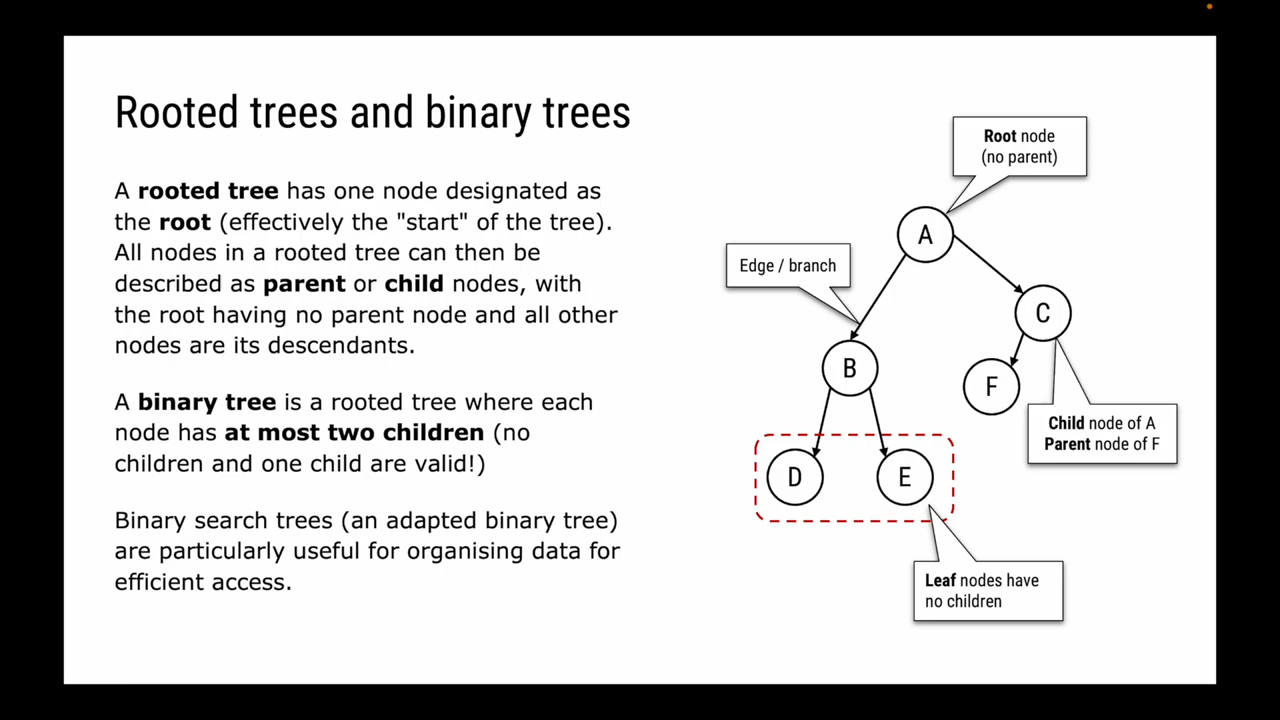 Rooted trees and binary trees
A rooted tree has one node designated as
the root (effectively the "start" of the tree).
All nodes in a rooted tree can then be
described as parent or child nodes, with
the root having no parent node and all other
nodes are its descendants.
A binary tree is a rooted tree where each
node has at most two children (no
children and one child are valid!)
Binary search trees (an adapted binary tree)
are particularly useful for organising data for
efficient access.
Root node
(no parent)
A
Edge / branch
C
B
F
Child node of A
Parent node of F
D
E
Leaf nodes have
no children